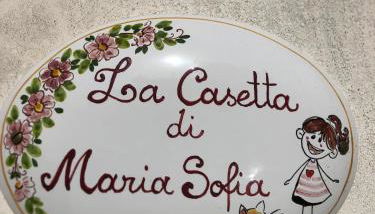 La Casetta
di
Maria Sofia